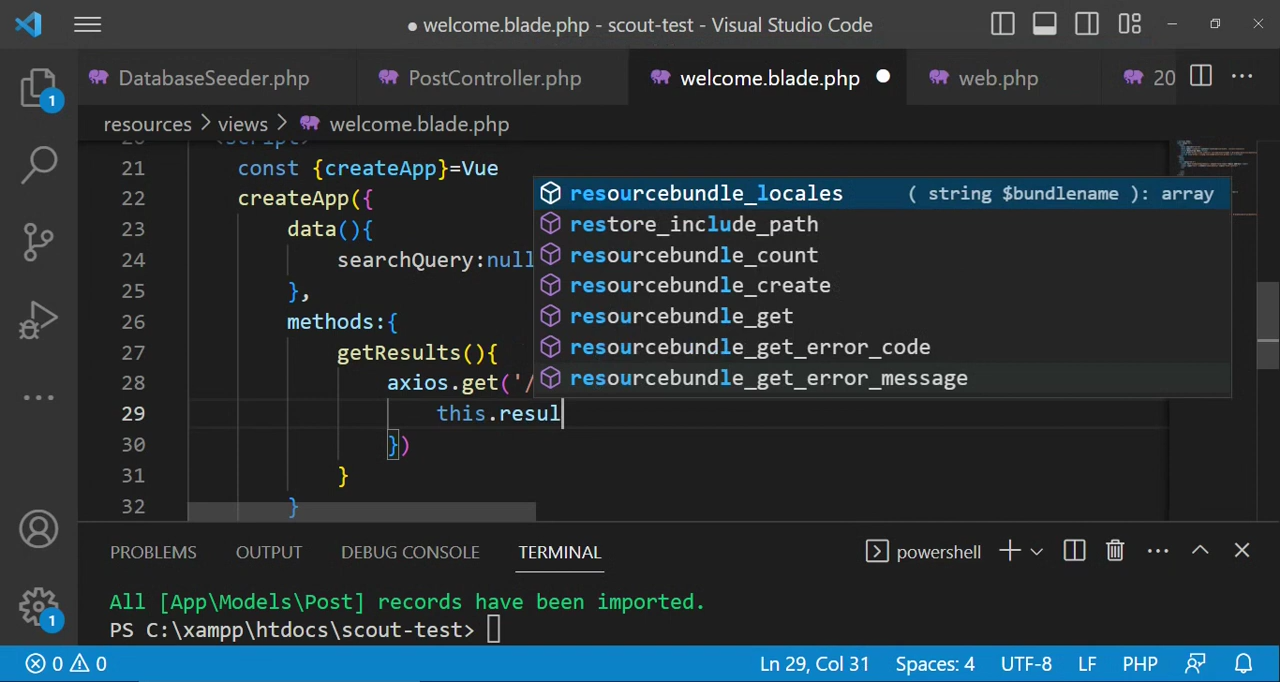 ● welcome.blade.php - scout-test - Visual Studio Code
DatabaseSeeder.php PostController.php welcome.blade.php ● web.php 20 ···
resources > views > welcome.blade.php
20 <script>
21 const {createApp}=Vue
22 createApp({
23 data(){
24 searchQuery:null
25 },
26 methods:{
27 getResults(){
28 axios.get('/
29 this.resul
30 })
31 }
32 }
resourcebundle_locales ( string $bundlename ): array
restore_include_path
resourcebundle_count
resourcebundle_create
resourcebundle_get
resourcebundle_get_error_code
resourcebundle_get_error_message
1
1
PROBLEMS OUTPUT DEBUG CONSOLE TERMINAL powershell
All [App\Models\Post] records have been imported.
PS C:\xampp\htdocs\scout-test>
0 0 Ln 29, Col 31 Spaces: 4 UTF-8 LF PHP